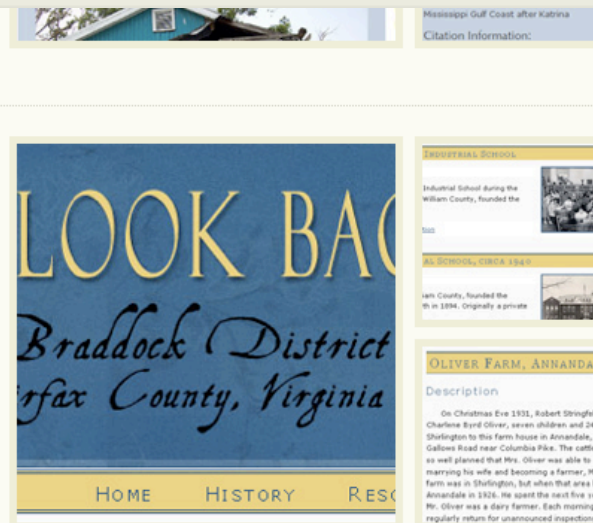 Mississippi Gulf Coast after Katrina
Citation Information:
LOOK BAC
Braddock District
irfax County, Virginia
HOME HISTORY RESC
INDUSTRIAL SCHOOL
Industrial School during the
William County, founded the
AL SCHOOL, CIRCA 1940
iam County, founded the
th in 1894. Originally a private
OLIVER FARM, ANNANDA
Description
On Christmas Eve 1931, Robert Stringfel
Charlene Byrd Oliver, seven children and 24
Shirlington to this farm house in Annandale,
Gallows Road near Columbia Pike. The cattl
so well planned that Mrs. Oliver was able to
marrying his wife and becoming a farmer, M
farm was in Shirlington, but when that area
Annandale in 1926. He spent the next five y
Mr. Oliver was a dairy farmer. Each morning
regularly return for unannounced inspection